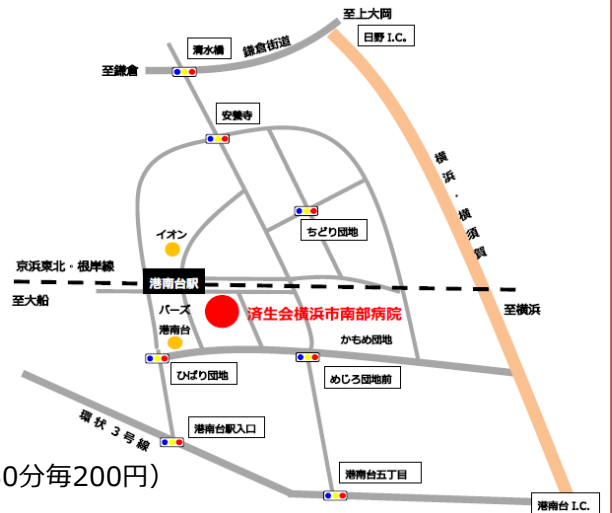 至上大岡
日野 I.C。
鎌倉街道
清水橋
至鎌倉
安養寺
横浜・横須賀
ちどり団地
イオン
京浜東北・根岸線
港南台駅
至大船
至横浜
バーズ
港南台
済生会横浜市南部病院
かもめ団地
ひばり団地
めじろ団地前
環状 3号線
港南台駅入口
0分毎200円）
港南台五丁目
港南台 I.C.